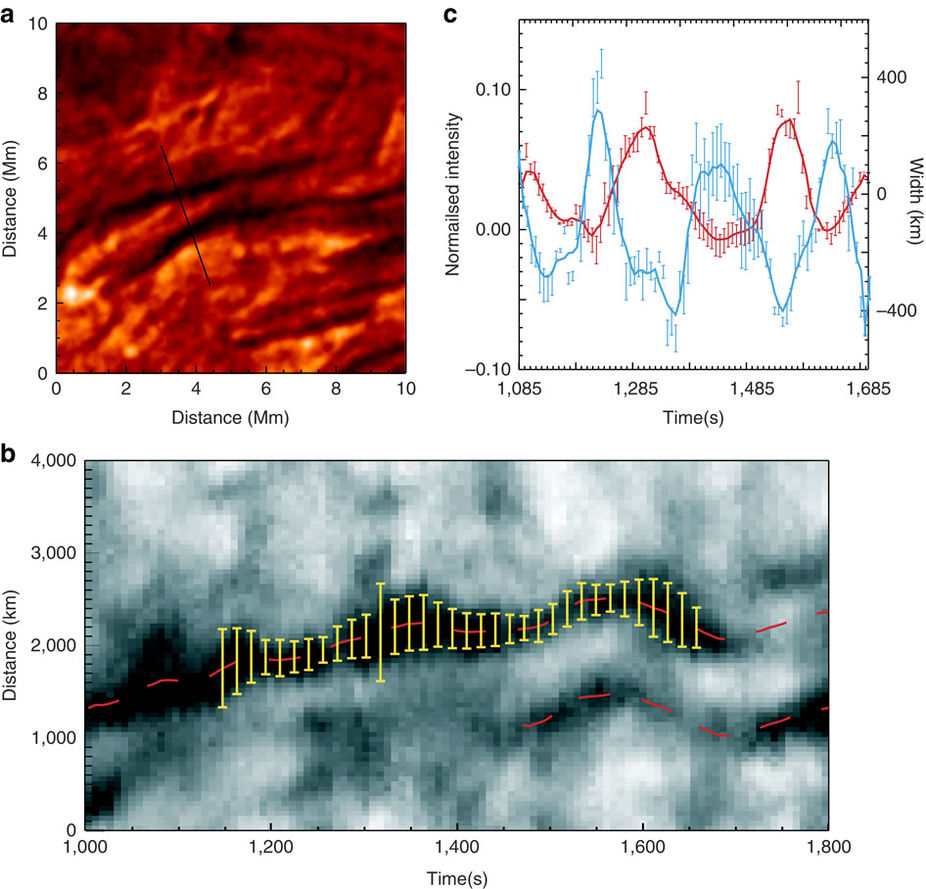 a
10
8
6
4
2
0
0 2 4 6 8 10
Distance (Mm)
Distance (Mm)
c
0.10
0.00
–0.10
400
0
–400
Normailsed intensity
Width (km)
1,085 1,285 1,485 1,685
Time(s)
b
4,000
3,000
2,000
1,000
0
Distance (km)
1,000 1,200 1,400 1,600 1,800
Time(s)